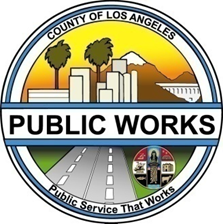 COUNTY OF LOS ANGELES
PUBLIC WORKS
Public Service That Works